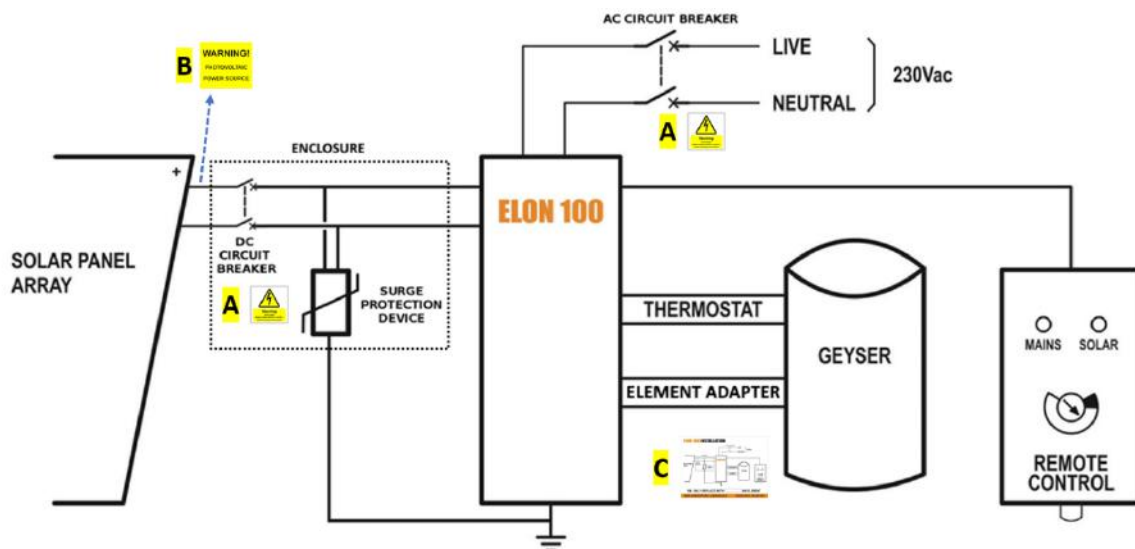 AC CIRCUIT BREAKER
LIVE
230Vac
NEUTRAL
B
WARNING!
PHOTOVOLTAIC
POWER SOURCE
A
ENCLOSURE
+
ELON 100
SOLAR PANEL
ARRAY
DC
CIRCUIT
BREAKER
A
SURGE
PROTECTION
DEVICE
THERMOSTAT
GEYSER
ELEMENT ADAPTER
MAINS
SOLAR
REMOTE
CONTROL
C